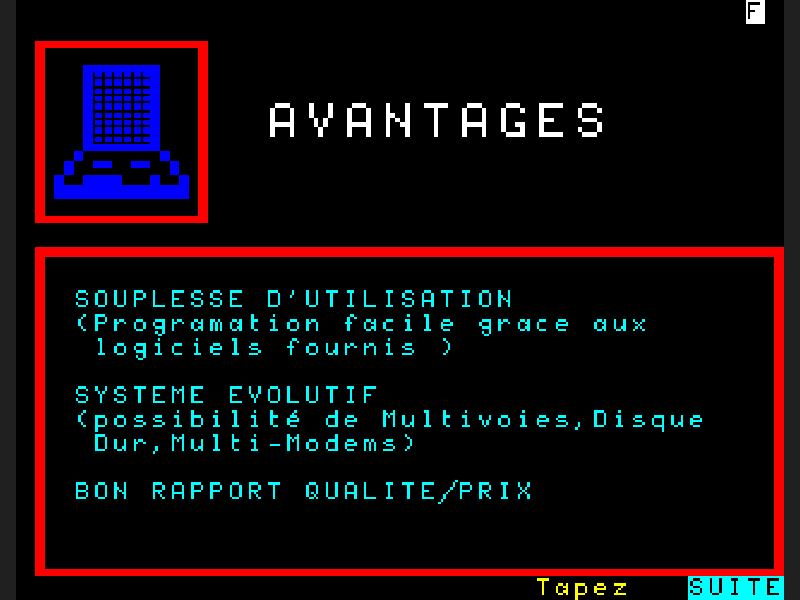 F
AVANTAGES
SOUPLESSE D'UTILISATION
(Programation facile grace aux
logiciels fournis )
SYSTEME EVOLUTIF
(possibilité de Multivoies,Disque
Dur,Multi-Modems)
BON RAPPORT QUALITE/PRIX
Tapez SUITE